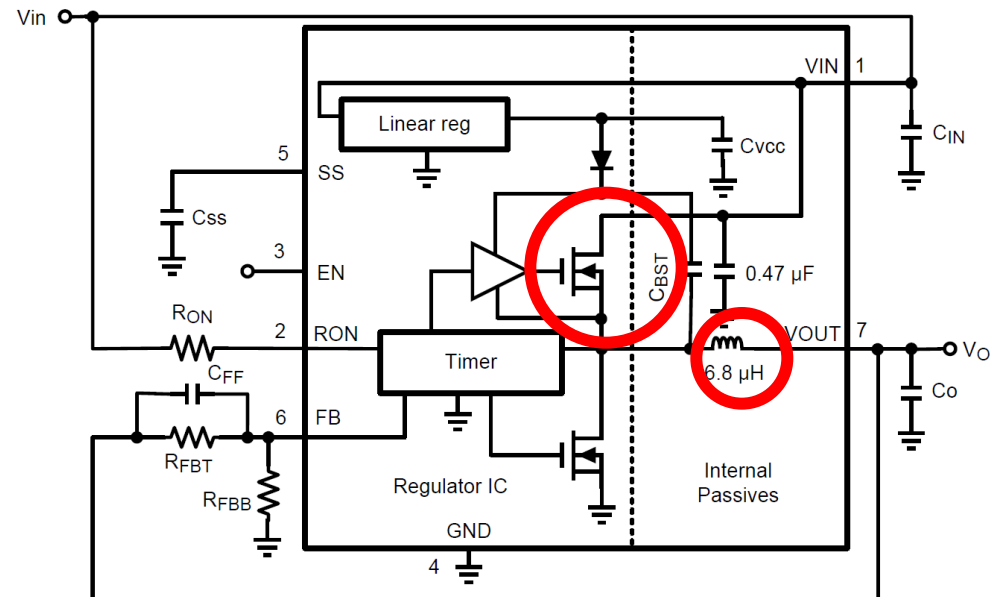 Vin
VIN 1
Linear reg
Cvcc
CIN
5
SS
Css
3
EN
CBST
0.47 µF
RON
2
RON
Timer
VOUT 7
VO
6.8 µH
CFF
Co
6
FB
RFBT
RFBB
Regulator IC
Internal
Passives
GND
4